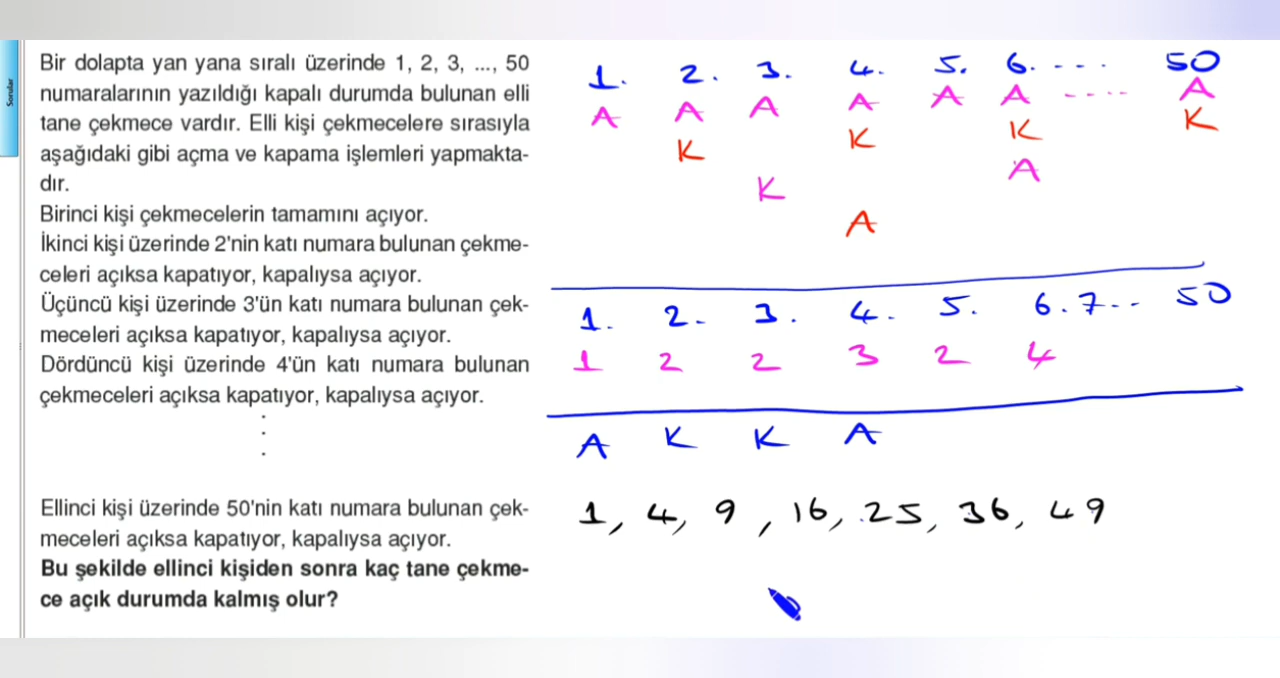 Sorular
Bir dolapta yan yana sıralı üzerinde 1, 2, 3, ..., 50
numaralarının yazıldığı kapalı durumda bulunan elli
tane çekmece vardır. Elli kişi çekmecelere sırasıyla
aşağıdaki gibi açma ve kapama işlemleri yapmakta-
dır.
Birinci kişi çekmecelerin tamamını açıyor.
İkinci kişi üzerinde 2'nin katı numara bulunan çekme-
celeri açıksa kapatıyor, kapalıysa açıyor.
Üçüncü kişi üzerinde 3'ün katı numara bulunan çek-
meceleri açıksa kapatıyor, kapalıysa açıyor.
Dördüncü kişi üzerinde 4'ün katı numara bulunan
çekmeceleri açıksa kapatıyor, kapalıysa açıyor.
Ellinci kişi üzerinde 50'nin katı numara bulunan çek-
meceleri açıksa kapatıyor, kapalıysa açıyor.
Bu şekilde ellinci kişiden sonra kaç tane çekme-
ce açık durumda kalmış olur?
1. 2. 3. 4. 5. 6. .... 50
A A A A A A ..... A
K K K K
K A
A
1. 2. 3. 4. 5. 6. 7... 50
1 2 2 3 2 4
A K K A
1, 4, 9, 16, 25, 36, 49